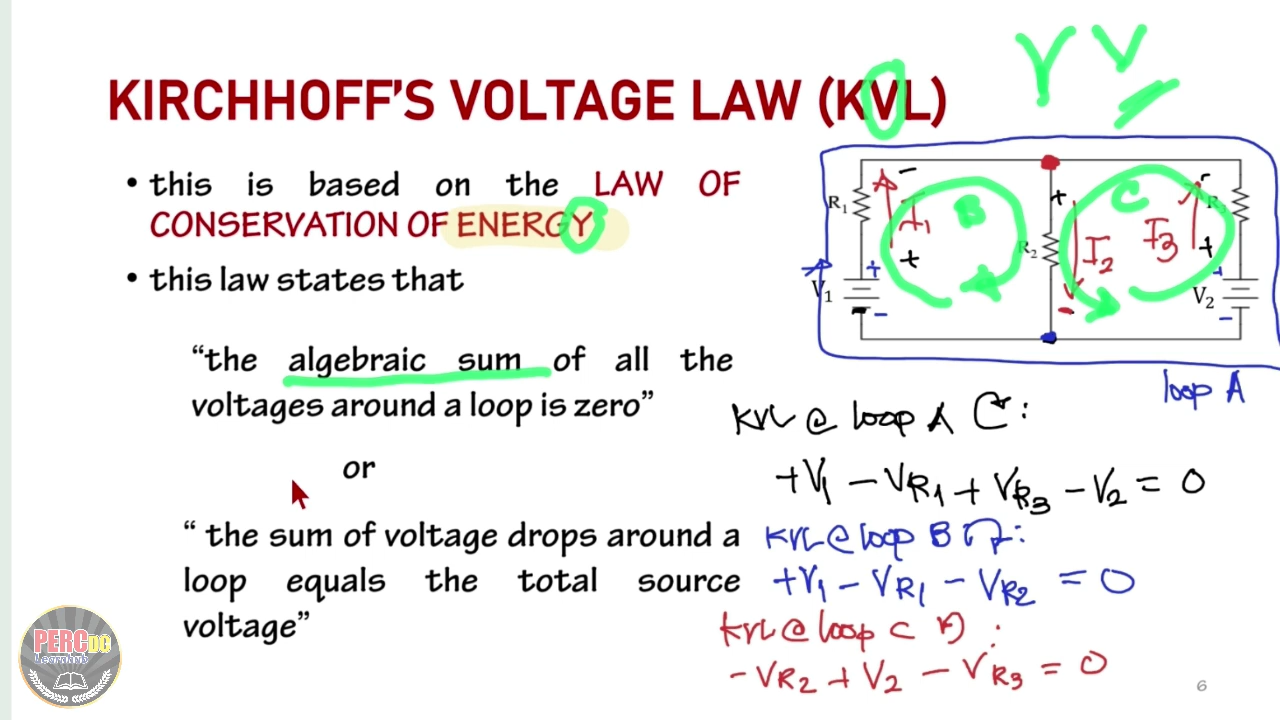 KIRCHHOFF'S VOLTAGE LAW (KVL)
• this is based on the LAW OF
CONSERVATION OF ENERGY
• this law states that
“the algebraic sum of all the
voltages around a loop is zero”
or
“ the sum of voltage drops around a
loop equals the total source
voltage”
R1
I1
B
+
-
V1
+
-
R2
+
-
I2
C
I3
R3
-
+
V2
+
-
loop A
KVL @ loop A :
+V1 - VR1 + VR3 - V2 = 0
KVL @ loop B :
+V1 - VR1 - VR2 = 0
KVL @ loop C :
- VR2 + V2 - VR3 = 0
PERCDC
Learnhub
6